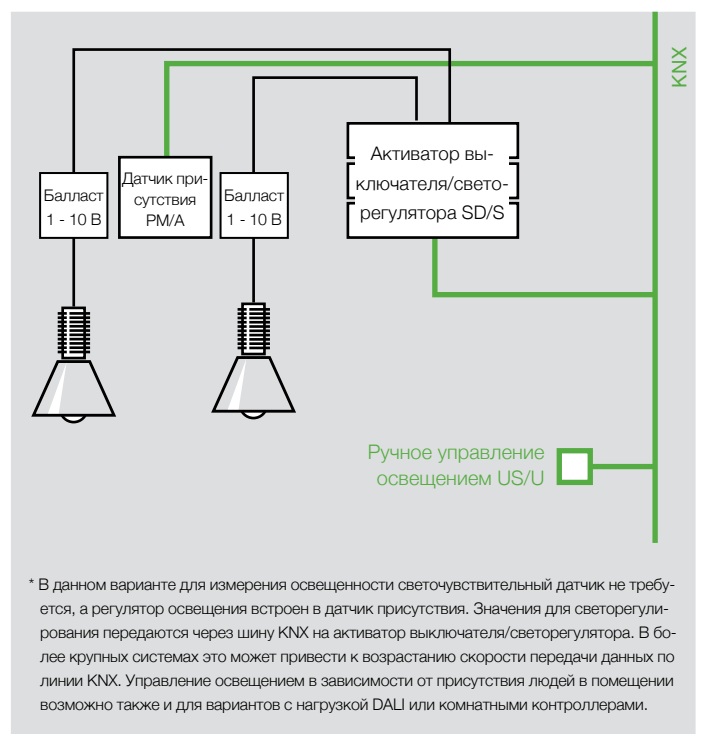 KNX
Активатор вы-
ключателя/свето-
регулятора SD/S
Балласт
1 - 10 В
Датчик при-
сутствия
PM/A
Балласт
1 - 10 В
Ручное управление
освещением US/U
* В данном варианте для измерения освещенности светочувствительный датчик не требу-
ется, а регулятор освещения встроен в датчик присутствия. Значения для светорегули-
рования передаются через шину KNX на активатор выключателя/светорегулятора. В бо-
лее крупных системах это может привести к возрастанию скорости передачи данных по
линии KNX. Управление освещением в зависимости от присутствия людей в помещении
возможно также и для вариантов с нагрузкой DALI или комнатными контроллерами.